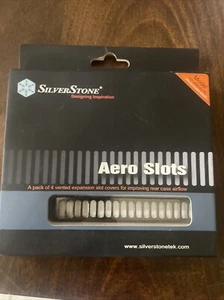 SILVERSTONE®
Designing Inspiration
Aero Slots
A pack of 4 vented expansion slot covers for improving rear case airflow
www.silverstonetek.com